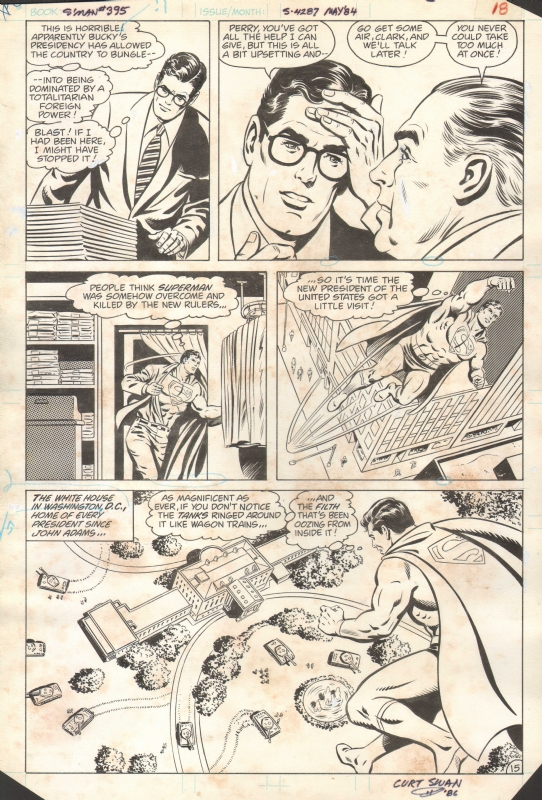 BOOK: S'MAN #395
ISSUE/MONTH: S-4287 MAY 84
18
THIS IS HORRIBLE!
APPARENTLY BUCKY'S
PRESIDENCY HAS ALLOWED
THE COUNTRY TO BUNGLE--
--INTO BEING
DOMINATED BY A
TOTALITARIAN
FOREIGN
POWER!
BLAST! IF I
HAD BEEN HERE,
I MIGHT HAVE
STOPPED IT!
PERRY, YOU'VE GOT
ALL THE HELP I CAN
GIVE, BUT THIS IS ALL
A BIT UPSETTING AND--
GO GET SOME
AIR, CLARK, AND
WE'LL TALK
LATER!
YOU NEVER
COULD TAKE
TOO MUCH
AT ONCE!
PEOPLE THINK SUPERMAN
WAS SOMEHOW OVERCOME AND
KILLED BY THE NEW RULERS...
...SO IT'S TIME THE
NEW PRESIDENT OF THE
UNITED STATES GOT A
LITTLE VISIT!
THE WHITE HOUSE
IN WASHINGTON, D.C.,
HOME OF EVERY
PRESIDENT SINCE
JOHN ADAMS...
AS MAGNIFICENT AS
EVER, IF YOU DON'T NOTICE
THE TANKS RINGED AROUND
IT LIKE WAGON TRAINS...
...AND
THE FILTH
THAT'S BEEN
OOZING FROM
INSIDE IT!
15
CURT SWAN
'86